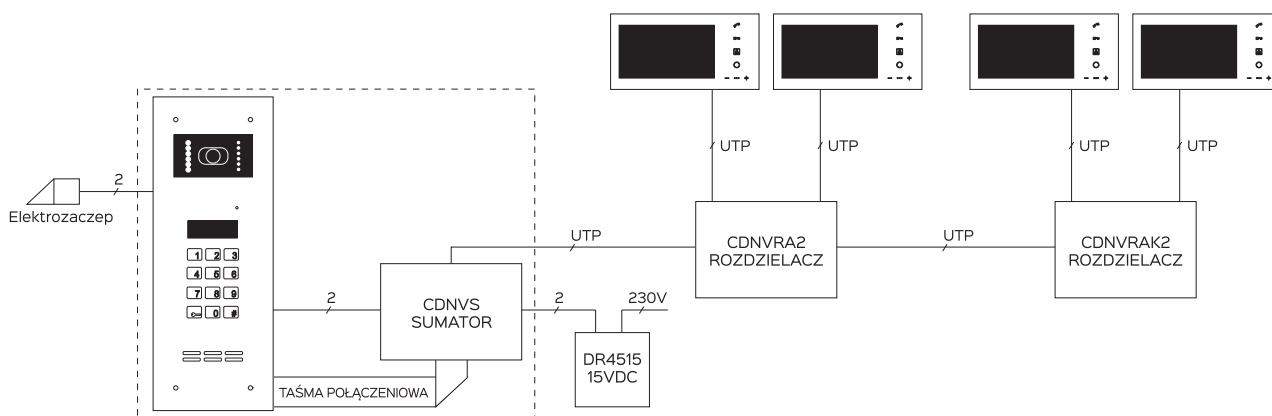 UTP
UTP
UTP
UTP
2
Elektrozaczep
1 2 3
4 5 6
7 8 9
0 #
2
CDNVS
SUMATOR
TAŚMA POŁĄCZENIOWA
UTP
2
230V
DR4515
15VDC
CDNVRA2
ROZDZIELACZ
UTP
CDNVRAK2
ROZDZIELACZ